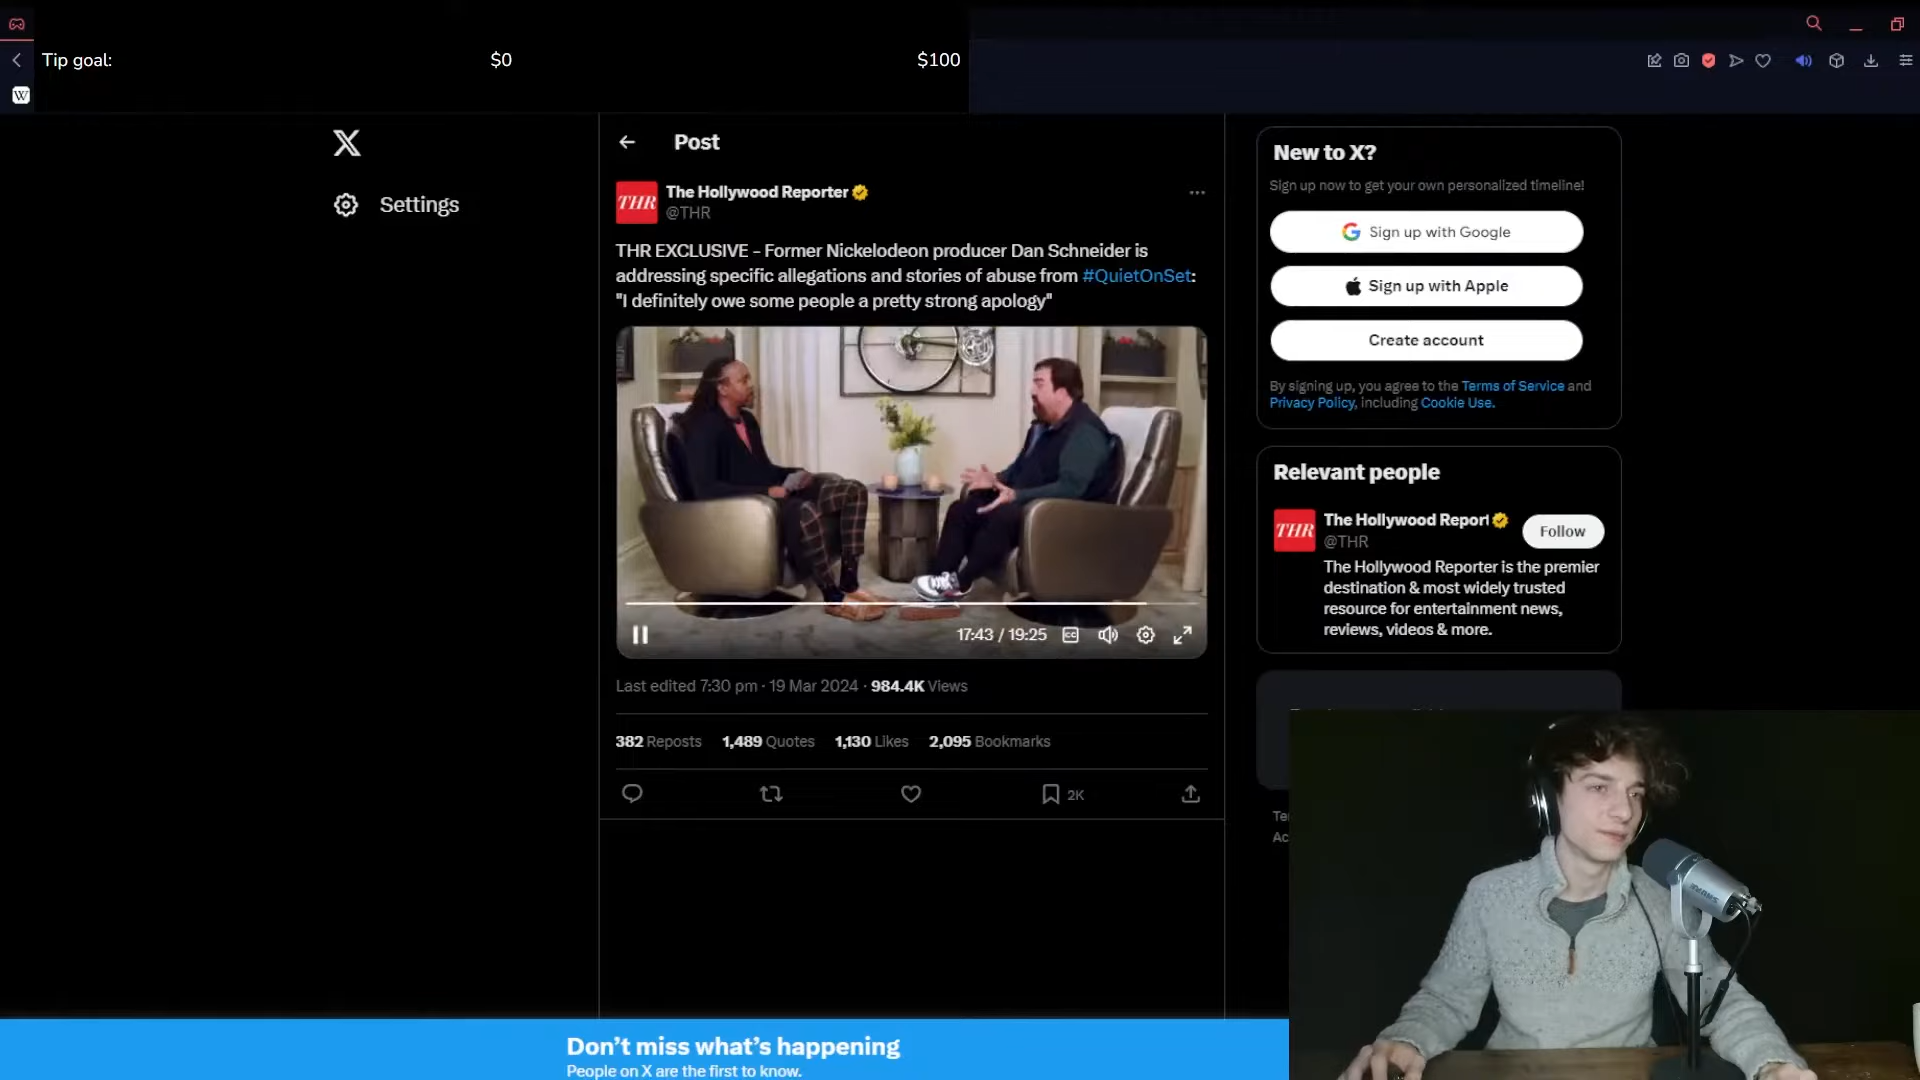 Tip goal:
$0
$100
W
X
Settings
Post
THR
The Hollywood Reporter
@THR
THR EXCLUSIVE - Former Nickelodeon producer Dan Schneider is
addressing specific allegations and stories of abuse from #QuietOnSet:
"I definitely owe some people a pretty strong apology"
17:43 / 19:25
CC
Last edited 7:30 pm · 19 Mar 2024 · 984.4K Views
382 Reposts 1,489 Quotes 1,130 Likes 2,095 Bookmarks
2K
New to X?
Sign up now to get your own personalized timeline!
Sign up with Google
Sign up with Apple
Create account
By signing up, you agree to the Terms of Service and
Privacy Policy, including Cookie Use.
Relevant people
THR
The Hollywood Report
@THR
Follow
The Hollywood Reporter is the premier
destination & most widely trusted
resource for entertainment news,
reviews, videos & more.
Don't miss what's happening
People on X are the first to know.